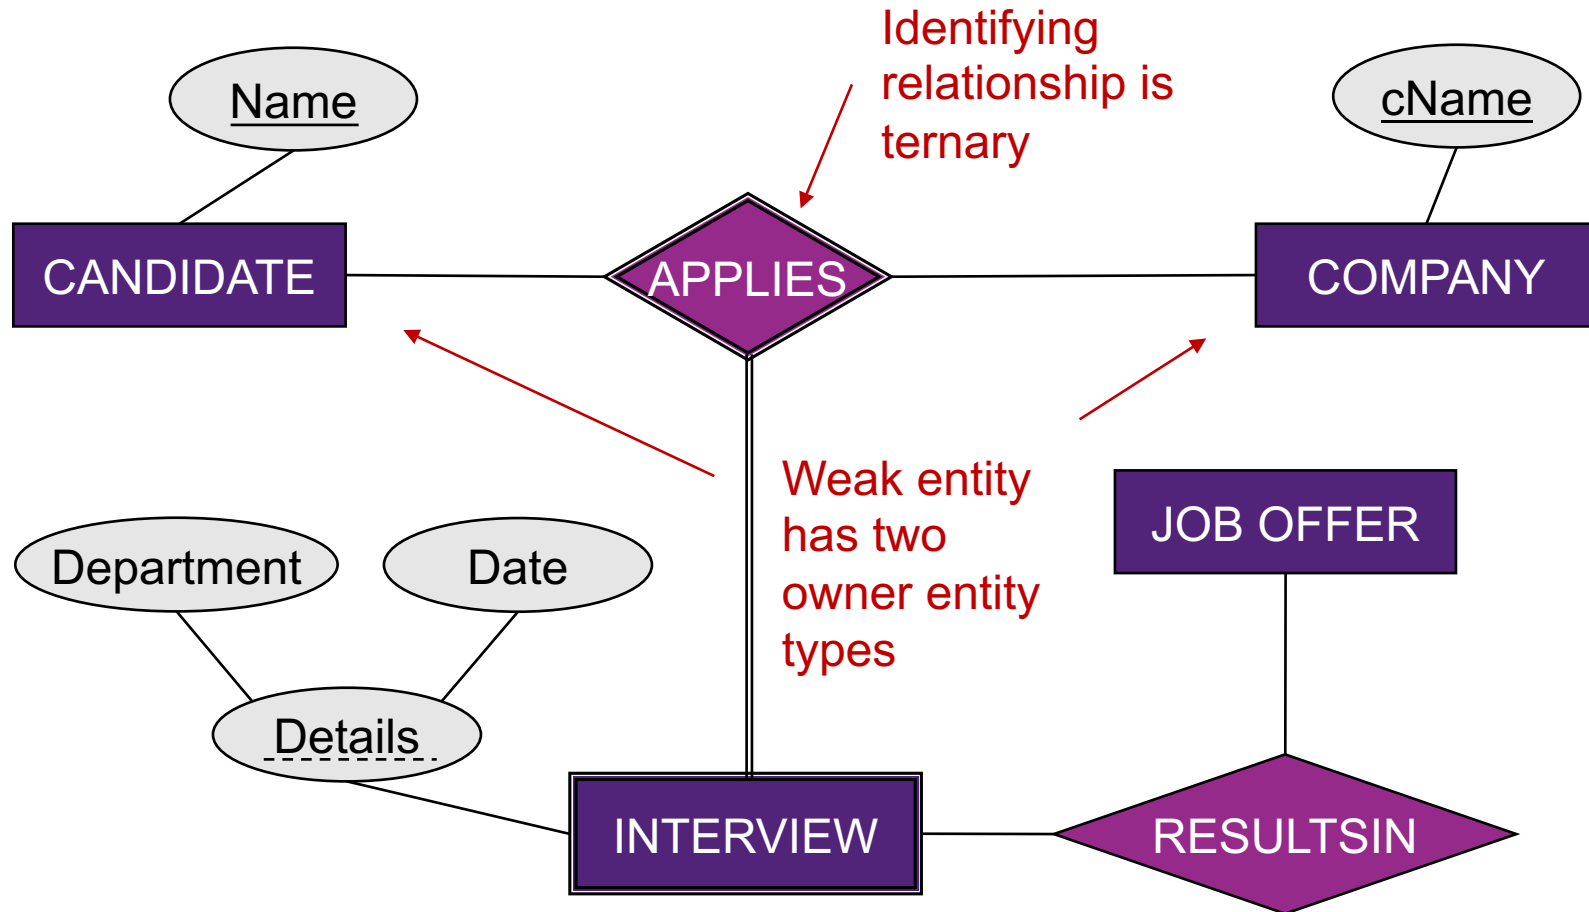 Identifying
relationship is
ternary
Name
cName
CANDIDATE
APPLIES
COMPANY
Weak entity
has two
owner entity
types
JOB OFFER
Department
Date
Details
INTERVIEW
RESULTSIN